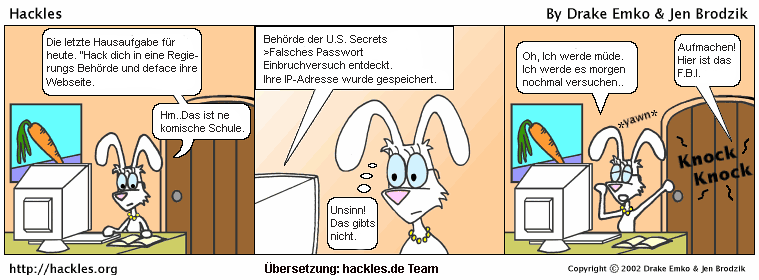 Hackles
By Drake Emko & Jen Brodzik
Die letzte Hausaufgabe für
heute. "Hack dich in eine Regie-
rungs Behörde und deface ihre
Webseite.
Hm..Das ist ne
komische Schule.
Behörde der U.S. Secrets
>Falsches Passwort
Einbruchversuch entdeckt.
Ihre IP-Adresse wurde gespeichert.
Unsinn!
Das gibts
nicht.
Oh, Ich werde müde.
Ich werde es morgen
nochmal versuchen..
*yawn*
Aufmachen!
Hier ist das
F.B.I.
Knock
Knock
http://hackles.org
Übersetzung: hackles.de Team
Copyright © 2002 Drake Emko & Jen Brodzik